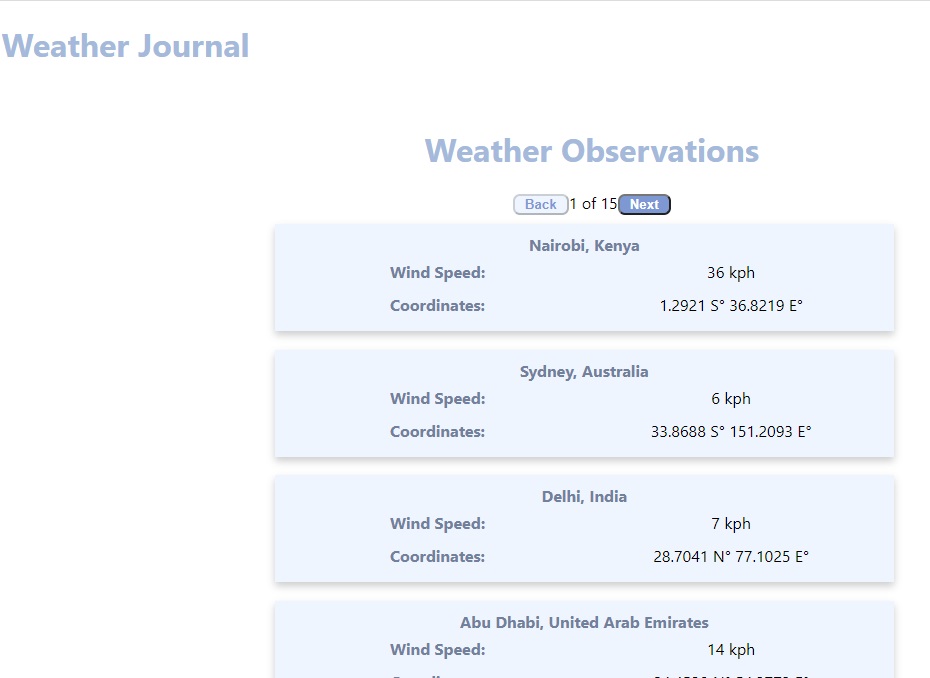 Weather Journal
Weather Observations
Back 1 of 15 Next
Nairobi, Kenya
Wind Speed: 36 kph
Coordinates: 1.2921 S° 36.8219 E°
Sydney, Australia
Wind Speed: 6 kph
Coordinates: 33.8688 S° 151.2093 E°
Delhi, India
Wind Speed: 7 kph
Coordinates: 28.7041 N° 77.1025 E°
Abu Dhabi, United Arab Emirates
Wind Speed: 14 kph